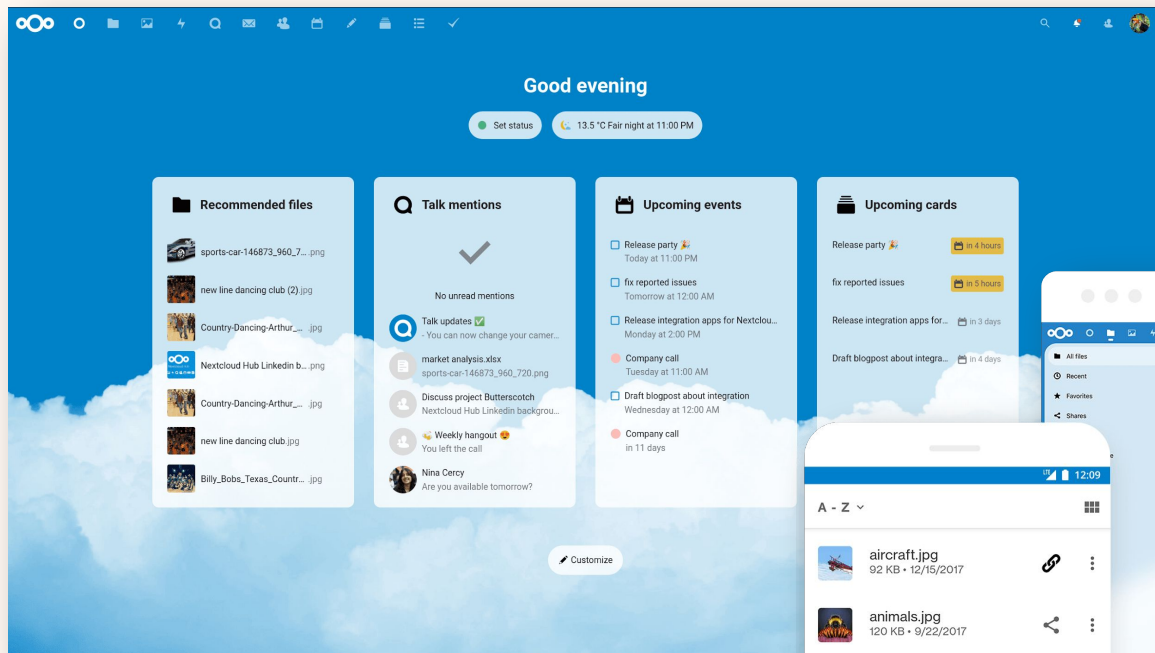 Good evening
Set status
13.5 °C Fair night at 11:00 PM
Recommended files
sports-car-146873_960_7... .png
new line dancing club (2).jpg
Country-Dancing-Arthur_... .jpg
Nextcloud Hub Linkedin b... .png
Country-Dancing-Arthur_... .jpg
new line dancing club.jpg
Billy_Bobs_Texas_Countr... .jpg
Talk mentions
No unread mentions
Talk updates ✅
- You can now change your camer...
market analysis.xlsx
sports-car-146873_960_720.png
Discuss project Butterscotch
Nextcloud Hub Linkedin backgrou...
👋 Weekly hangout 😍
You left the call
Nina Cercy
Are you available tomorrow?
Upcoming events
Release party 🎉
Today at 11:00 PM
fix reported issues
Tomorrow at 12:00 AM
Release integration apps for Nextclou...
Monday at 2:00 PM
Company call
Tuesday at 11:00 AM
Draft blogpost about integration
Wednesday at 12:00 AM
Company call
in 11 days
Upcoming cards
Release party 🎉 in 4 hours
fix reported issues in 5 hours
Release integration apps for... in 3 days
Draft blogpost about integra... in 4 days
Customize
All files
Recent
Favorites
Shares
LTE 12:09
A - Z
aircraft.jpg
92 KB • 12/15/2017
animals.jpg
120 KB • 9/22/2017